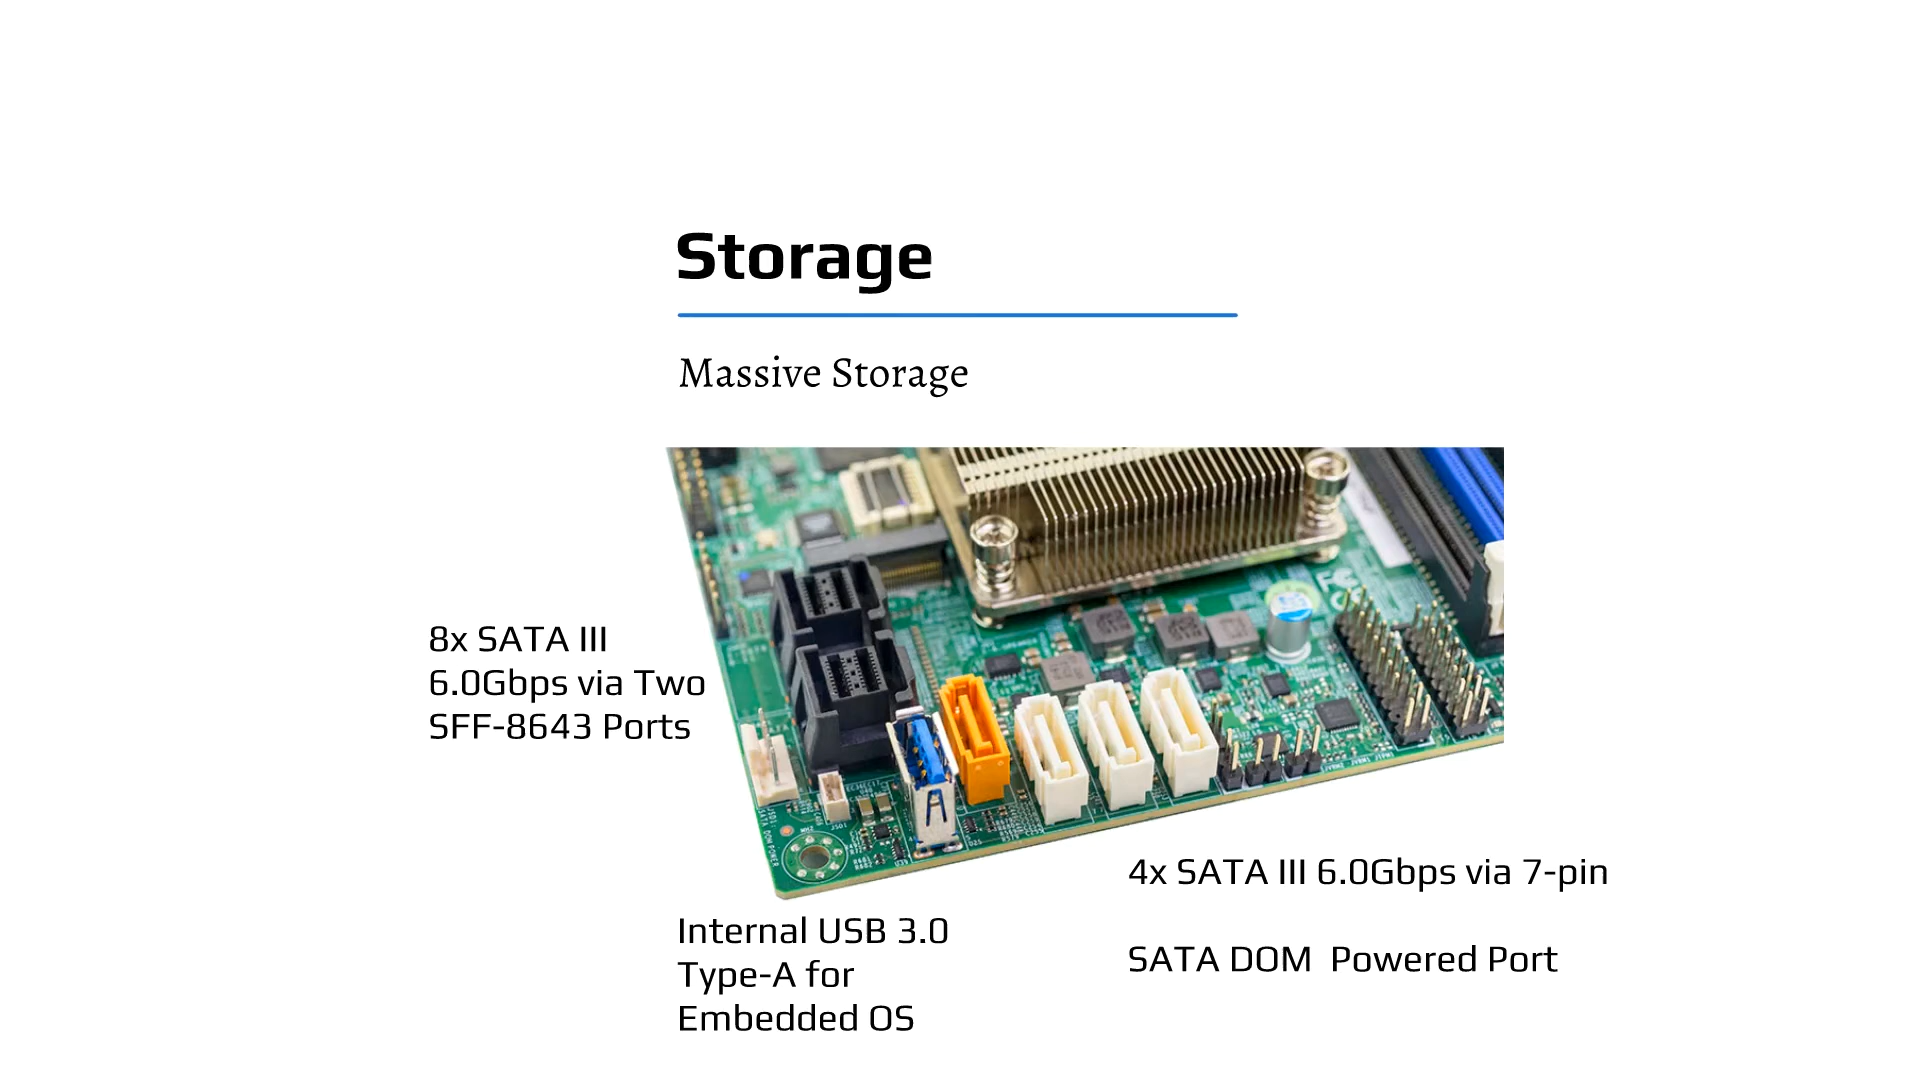 Storage
Massive Storage
8x SATA III
6.0Gbps via Two
SFF-8643 Ports
JSD1
Internal USB 3.0
Type-A for
Embedded OS
4x SATA III 6.0Gbps via 7-pin
SATA DOM  Powered Port